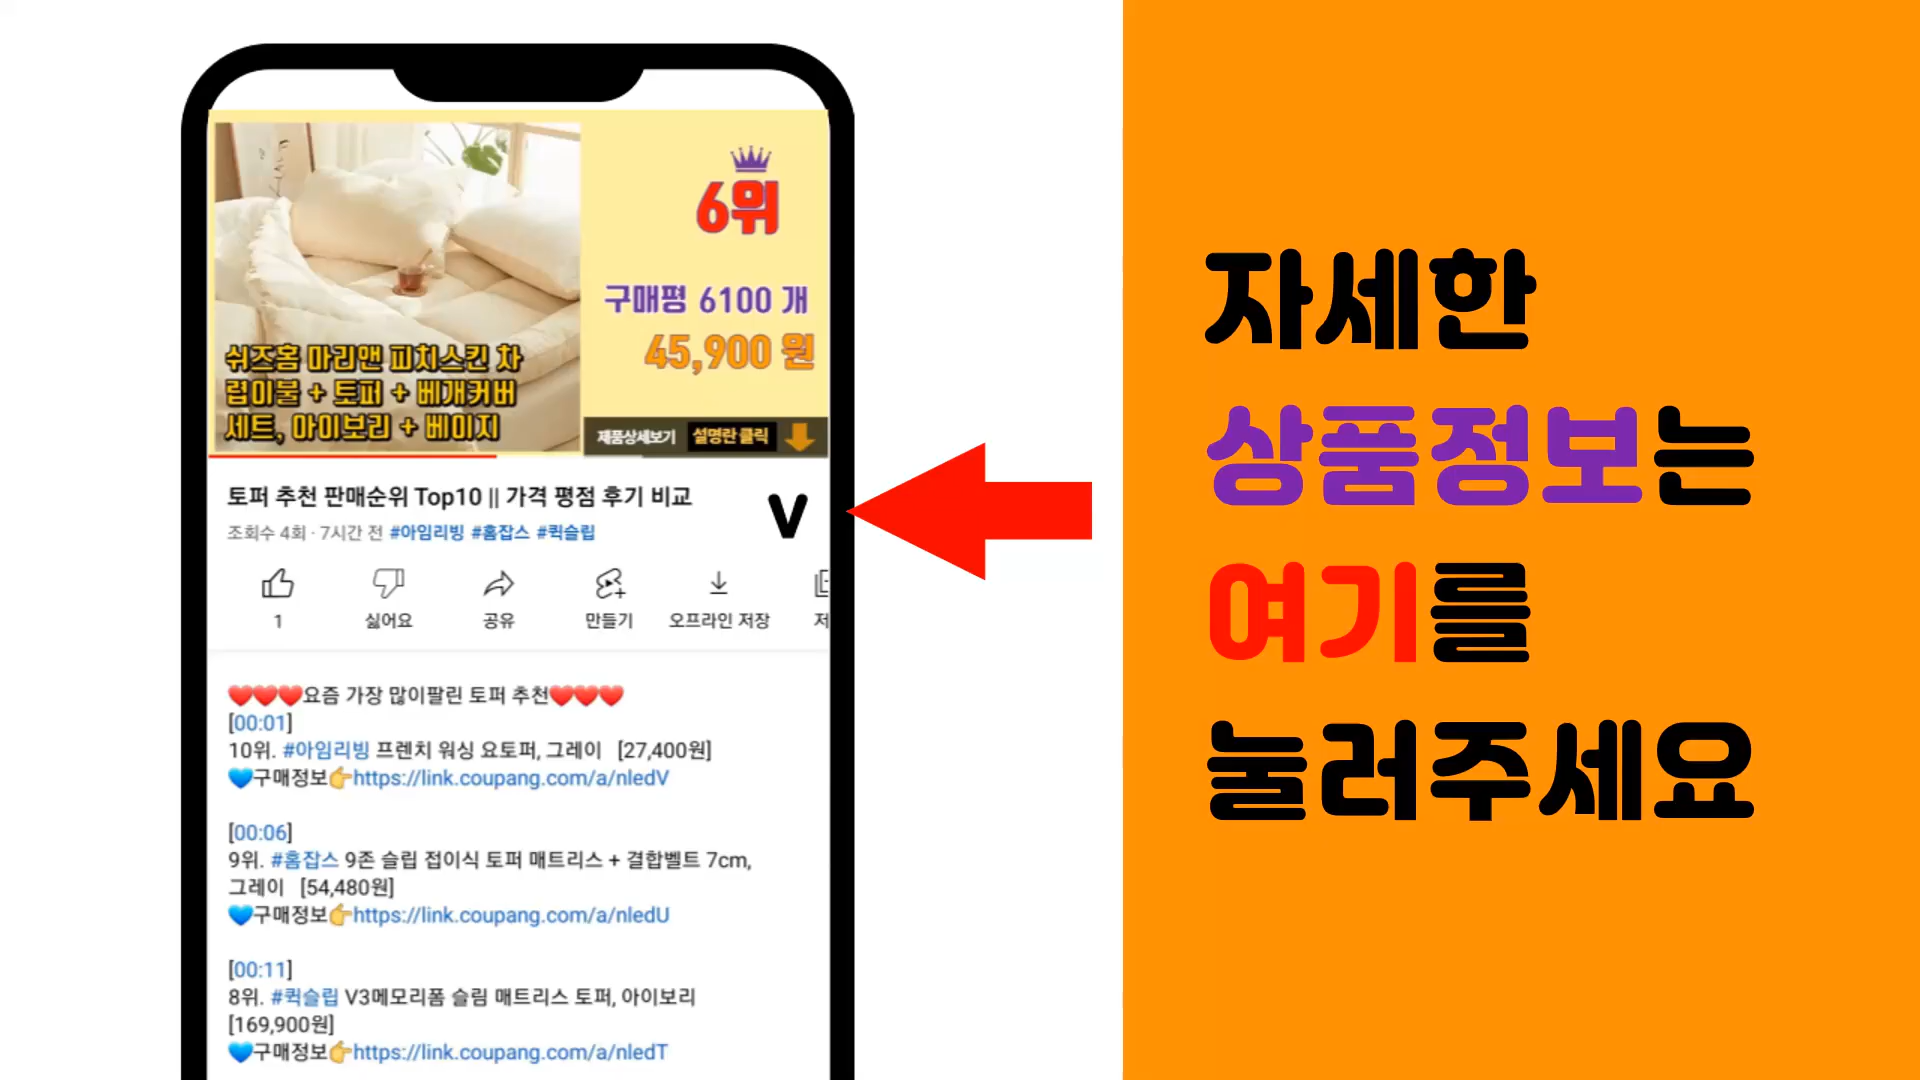 6위
구매평 6100 개
45,900 원
쉬즈홈 마리앤 피치스킨 차
렵이불 + 토퍼 + 베개커버
세트, 아이보리 + 베이지
제품상세보기 설명란 클릭
토퍼 추천 판매순위 Top10 || 가격 평점 후기 비교
V
조회수 4회 · 7시간 전 #아임리빙 #홈잡스 #퀵슬립
1 싫어요 공유 만들기 오프라인 저장 저
❤️❤️❤️요즘 가장 많이팔린 토퍼 추천❤️❤️❤️
[00:01]
10위. #아임리빙 프렌치 워싱 요토퍼, 그레이 [27,400원]
💙구매정보👉https://link.coupang.com/a/nledV
[00:06]
9위. #홈잡스 9존 슬립 접이식 토퍼 매트리스 + 결합벨트 7cm,
그레이 [54,480원]
💙구매정보👉https://link.coupang.com/a/nledU
[00:11]
8위. #퀵슬립 V3메모리폼 슬림 매트리스 토퍼, 아이보리
[169,900원]
💙구매정보👉https://link.coupang.com/a/nledT
자세한
상품정보는
여기를
눌러주세요